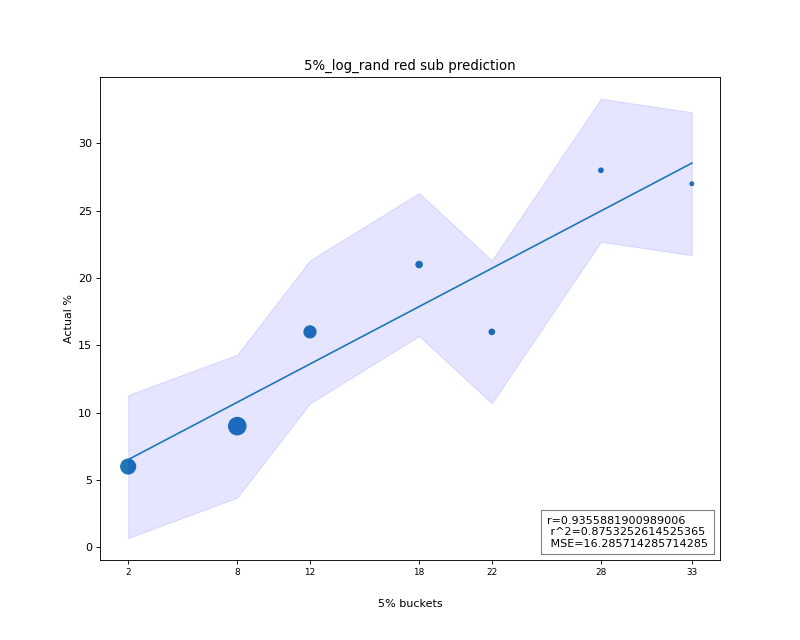 5%_log_rand red sub prediction
Actual %
30
25
20
15
10
5
0
r=0.9355881900989006
r^2=0.8753252614525365
MSE=16.285714285714285
2 8 12 18 22 28 33
5% buckets